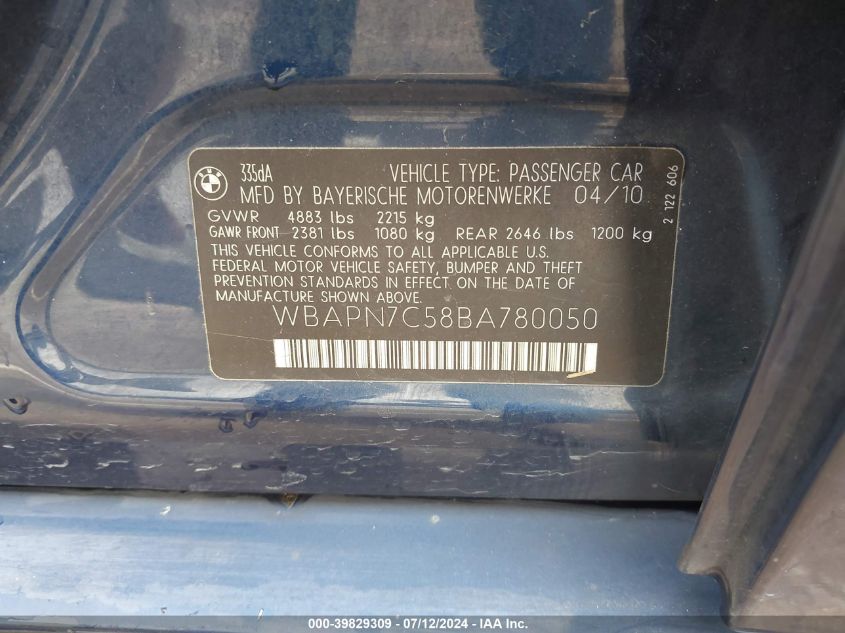 335dA VEHICLE TYPE: PASSENGER CAR
MFD BY BAYERISCHE MOTORENWERKE 04/10
GVWR 4883 lbs 2215 kg
GAWR FRONT 2381 lbs 1080 kg REAR 2646 lbs 1200 kg
THIS VEHICLE CONFORMS TO ALL APPLICABLE U.S.
FEDERAL MOTOR VEHICLE SAFETY, BUMPER AND THEFT
PREVENTION STANDARDS IN EFFECT ON THE DATE OF
MANUFACTURE SHOWN ABOVE.
WBAPN7C58BA780050
2 122 606
BMW
000-39829309 - 07/12/2024 - IAAI.COM